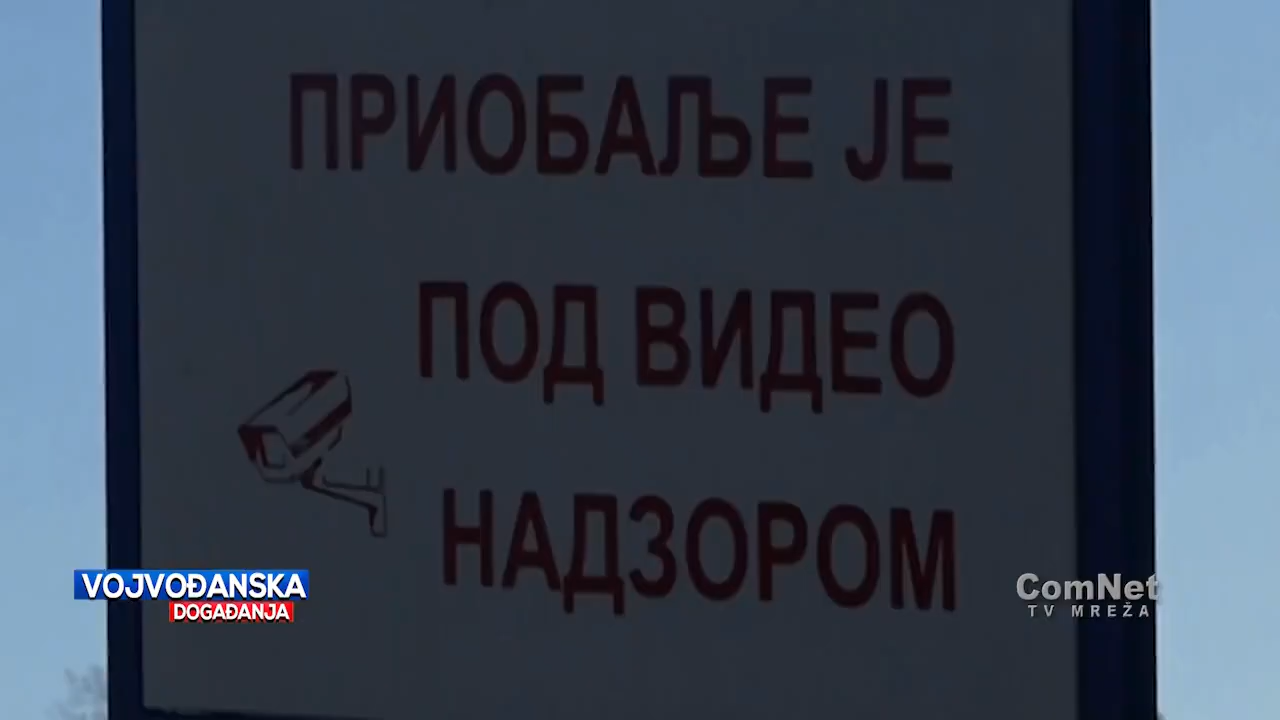 ПРИОБАЉЕ ЈЕ
ПОД ВИДЕО
НАДЗОРОМ
VOJVOĐANSKA
DOGAĐANJA
ComNet
TV MREŽA